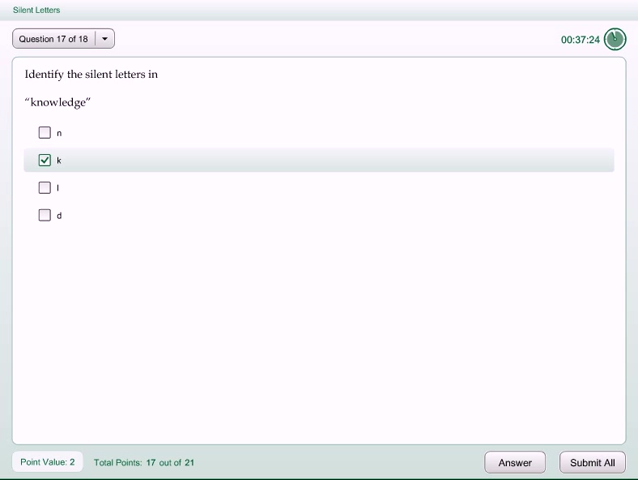 Silent Letters
Question 17 of 18
00:37:24
Identify the silent letters in
“knowledge”
n
k
l
d
Point Value: 2
Total Points: 17 out of 21
Answer
Submit All